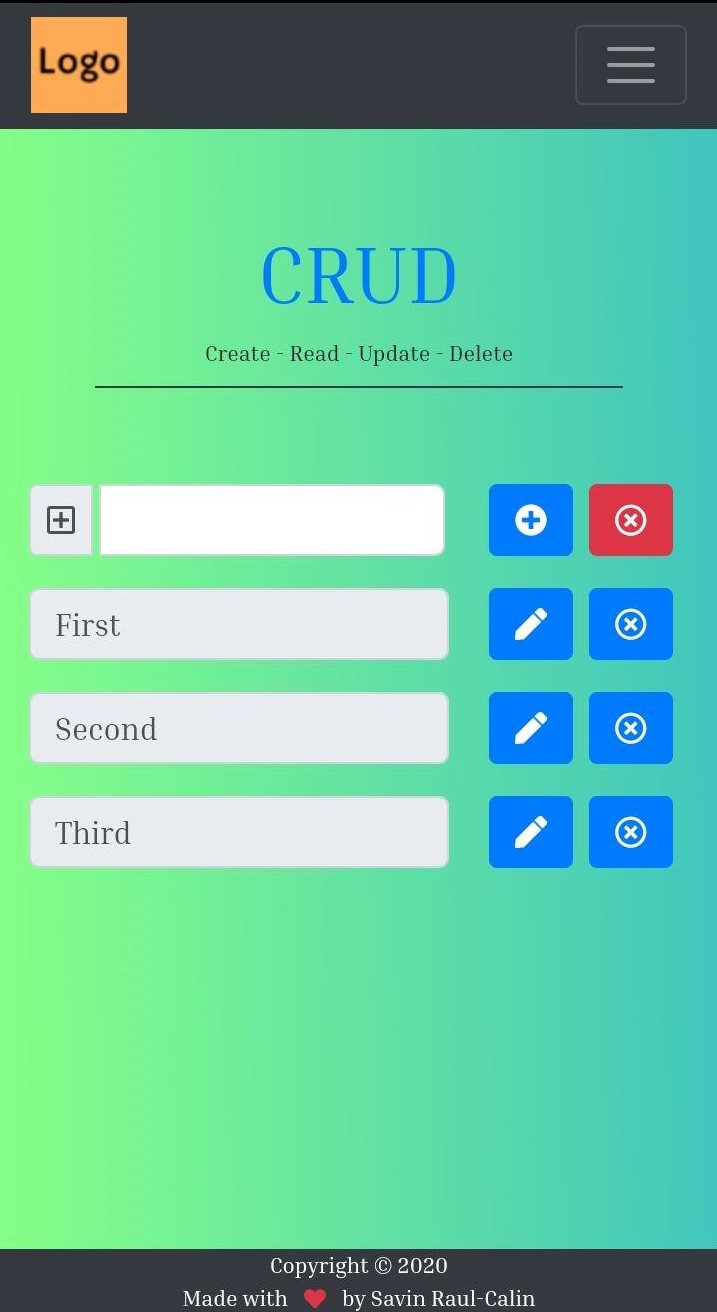 Logo
CRUD
Create - Read - Update - Delete
First
Second
Third
Copyright © 2020
Made with ❤ by Savin Raul-Calin